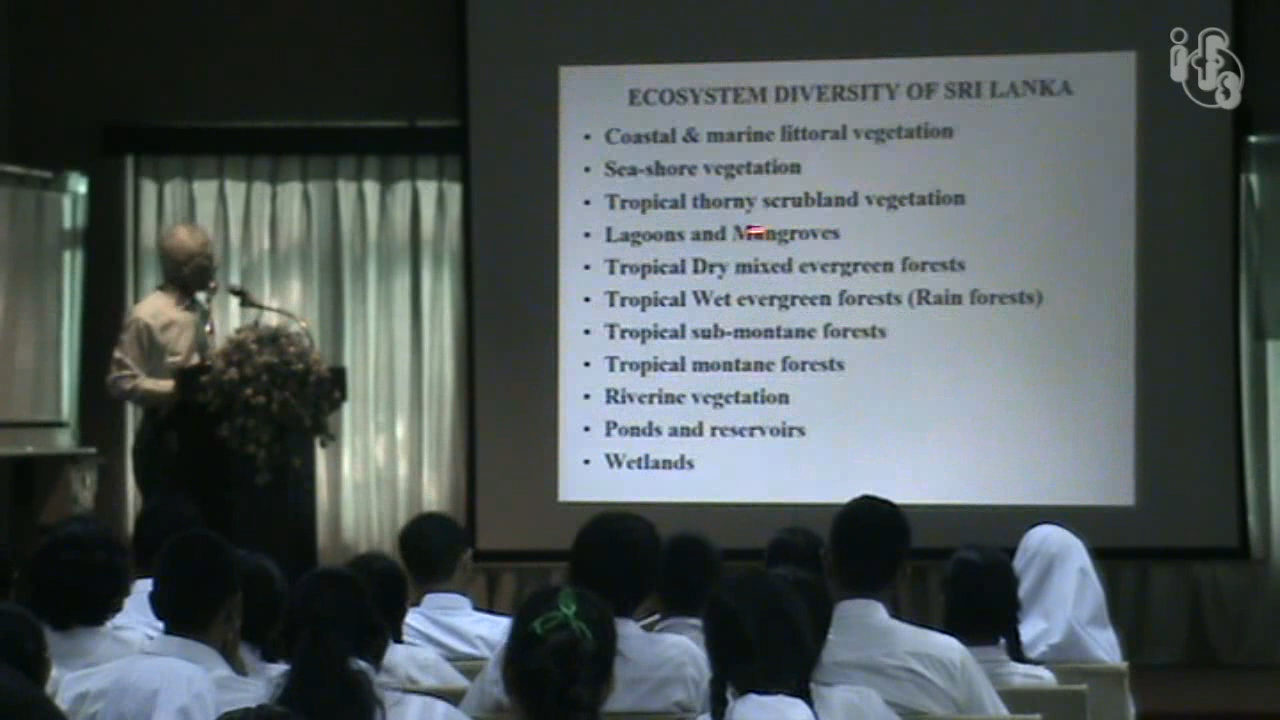 ECOSYSTEM DIVERSITY OF SRI LANKA
• Coastal & marine littoral vegetation
• Sea-shore vegetation
• Tropical thorny scrubland vegetation
• Lagoons and Mangroves
• Tropical Dry mixed evergreen forests
• Tropical Wet evergreen forests (Rain forests)
• Tropical sub-montane forests
• Tropical montane forests
• Riverine vegetation
• Ponds and reservoirs
• Wetlands